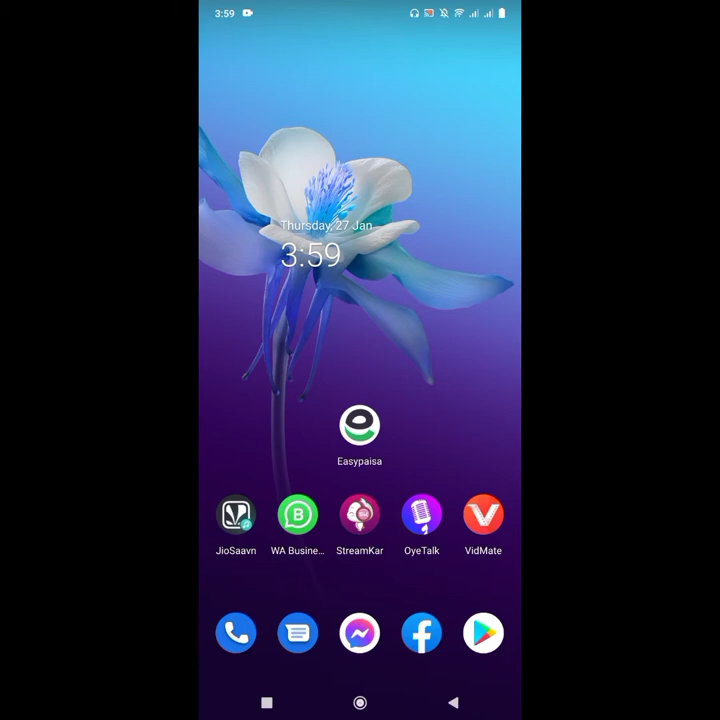 3:59
Thursday, 27 Jan
3:59
Easypaisa
JioSaavn
WA Busine...
StreamKar
OyeTalk
VidMate